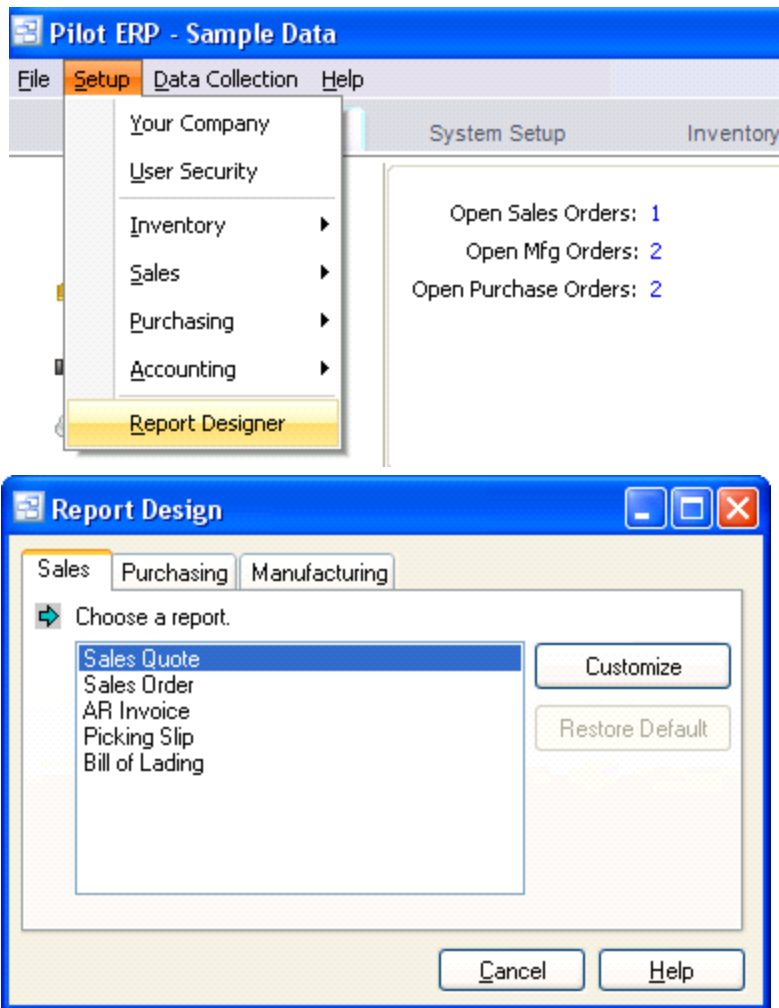 Pilot ERP - Sample Data
File Setup Data Collection Help
Your Company
User Security
Inventory
Sales
Purchasing
Accounting
Report Designer
System Setup Inventory
Open Sales Orders: 1
Open Mfg Orders: 2
Open Purchase Orders: 2
Report Design
Sales Purchasing Manufacturing
Choose a report.
Sales Quote
Sales Order
AR Invoice
Picking Slip
Bill of Lading
Customize
Restore Default
Cancel Help